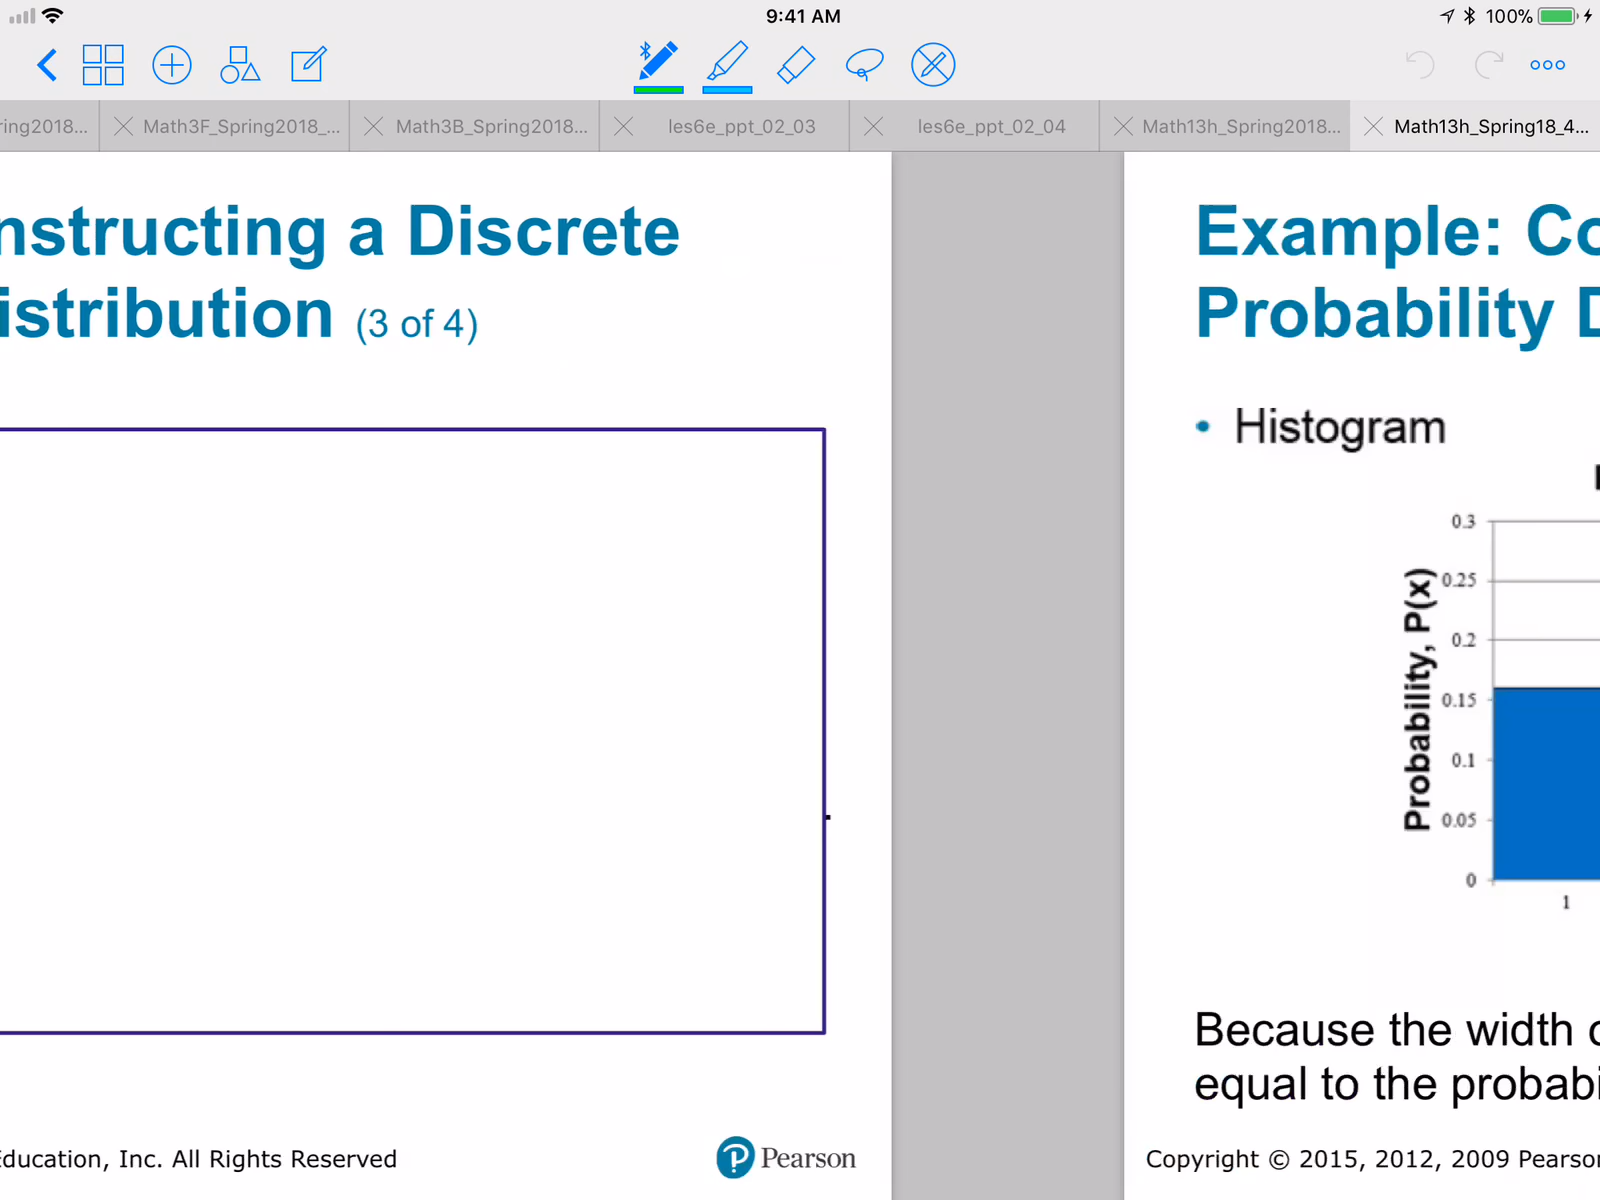 9:41 AM
100%
ring2018...
Math3F_Spring2018_...
Math3B_Spring2018...
les6e_ppt_02_03
les6e_ppt_02_04
Math13h_Spring2018...
Math13h_Spring18_4...
nstructing a Discrete
istribution (3 of 4)
Education, Inc. All Rights Reserved
Pearson
Example: Co
Probability D
• Histogram
Probability, P(x)
0.3
0.25
0.2
0.15
0.1
0.05
0
1
Because the width o
equal to the probabi
Copyright © 2015, 2012, 2009 Pearson